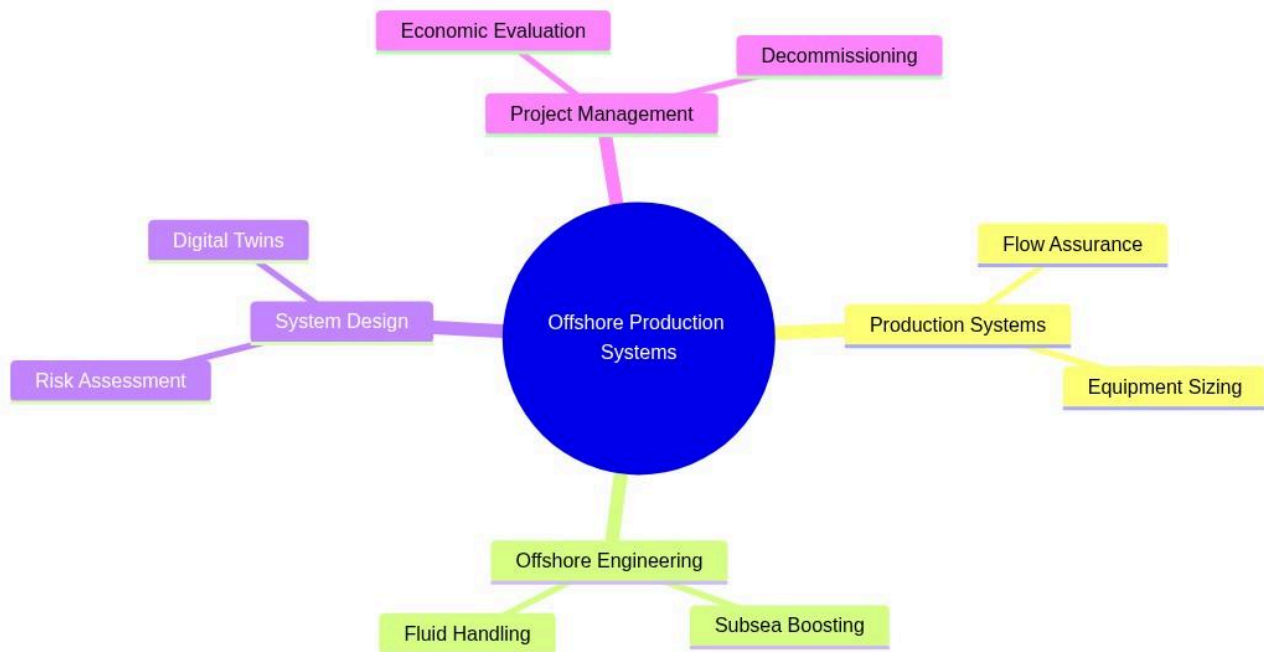 Economic Evaluation
Decommissioning
Project Management
Digital Twins
Flow Assurance
System Design
Offshore Production
Systems
Production Systems
Risk Assessment
Equipment Sizing
Offshore Engineering
Fluid Handling
Subsea Boosting